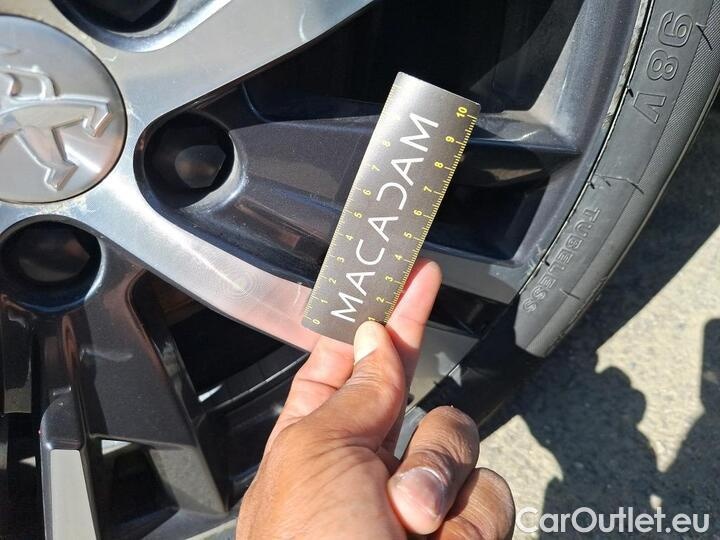 98V
TUBELESS
MACADAM
0 1 2 3 4 5 6 7 8 9 10
CarOutlet.eu